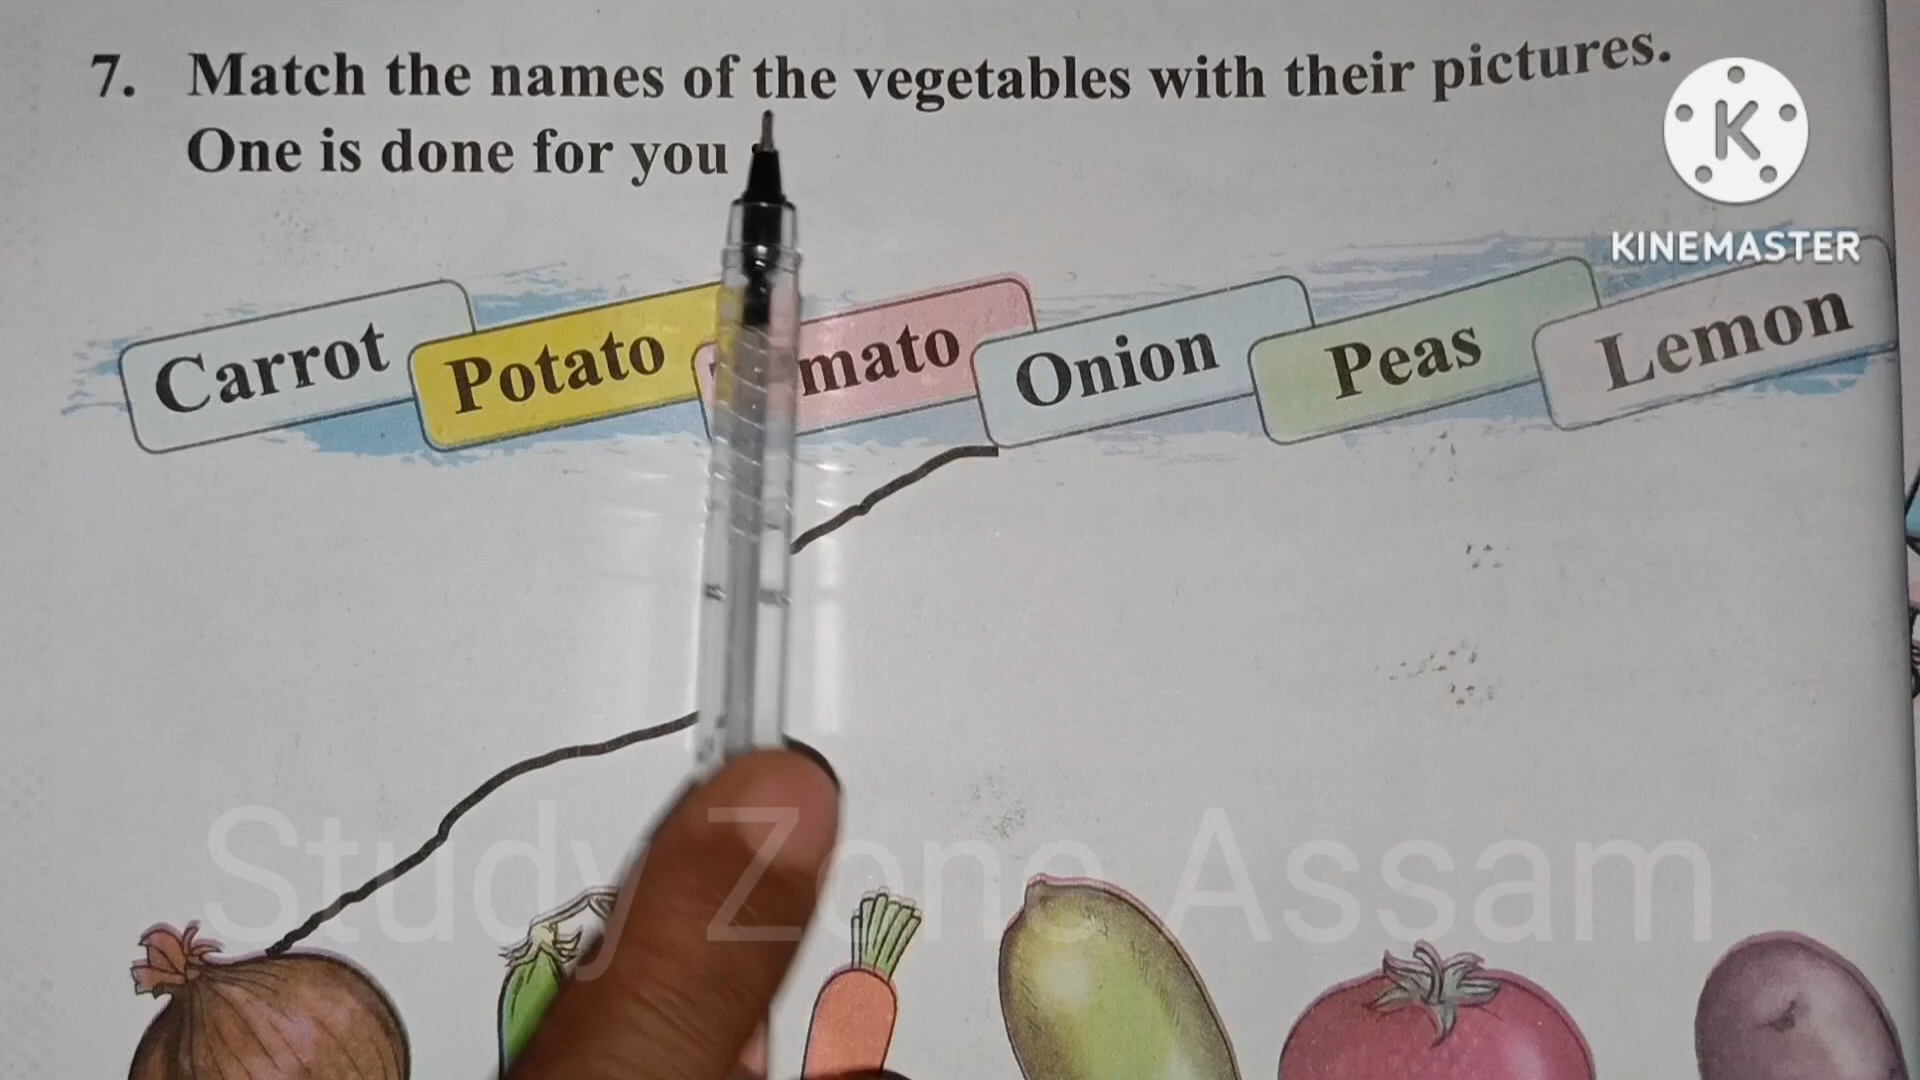 7. Match the names of the vegetables with their pictures.
One is done for you
Carrot Potato mato Onion Peas Lemon
KINEMASTER
Study Zone Assam